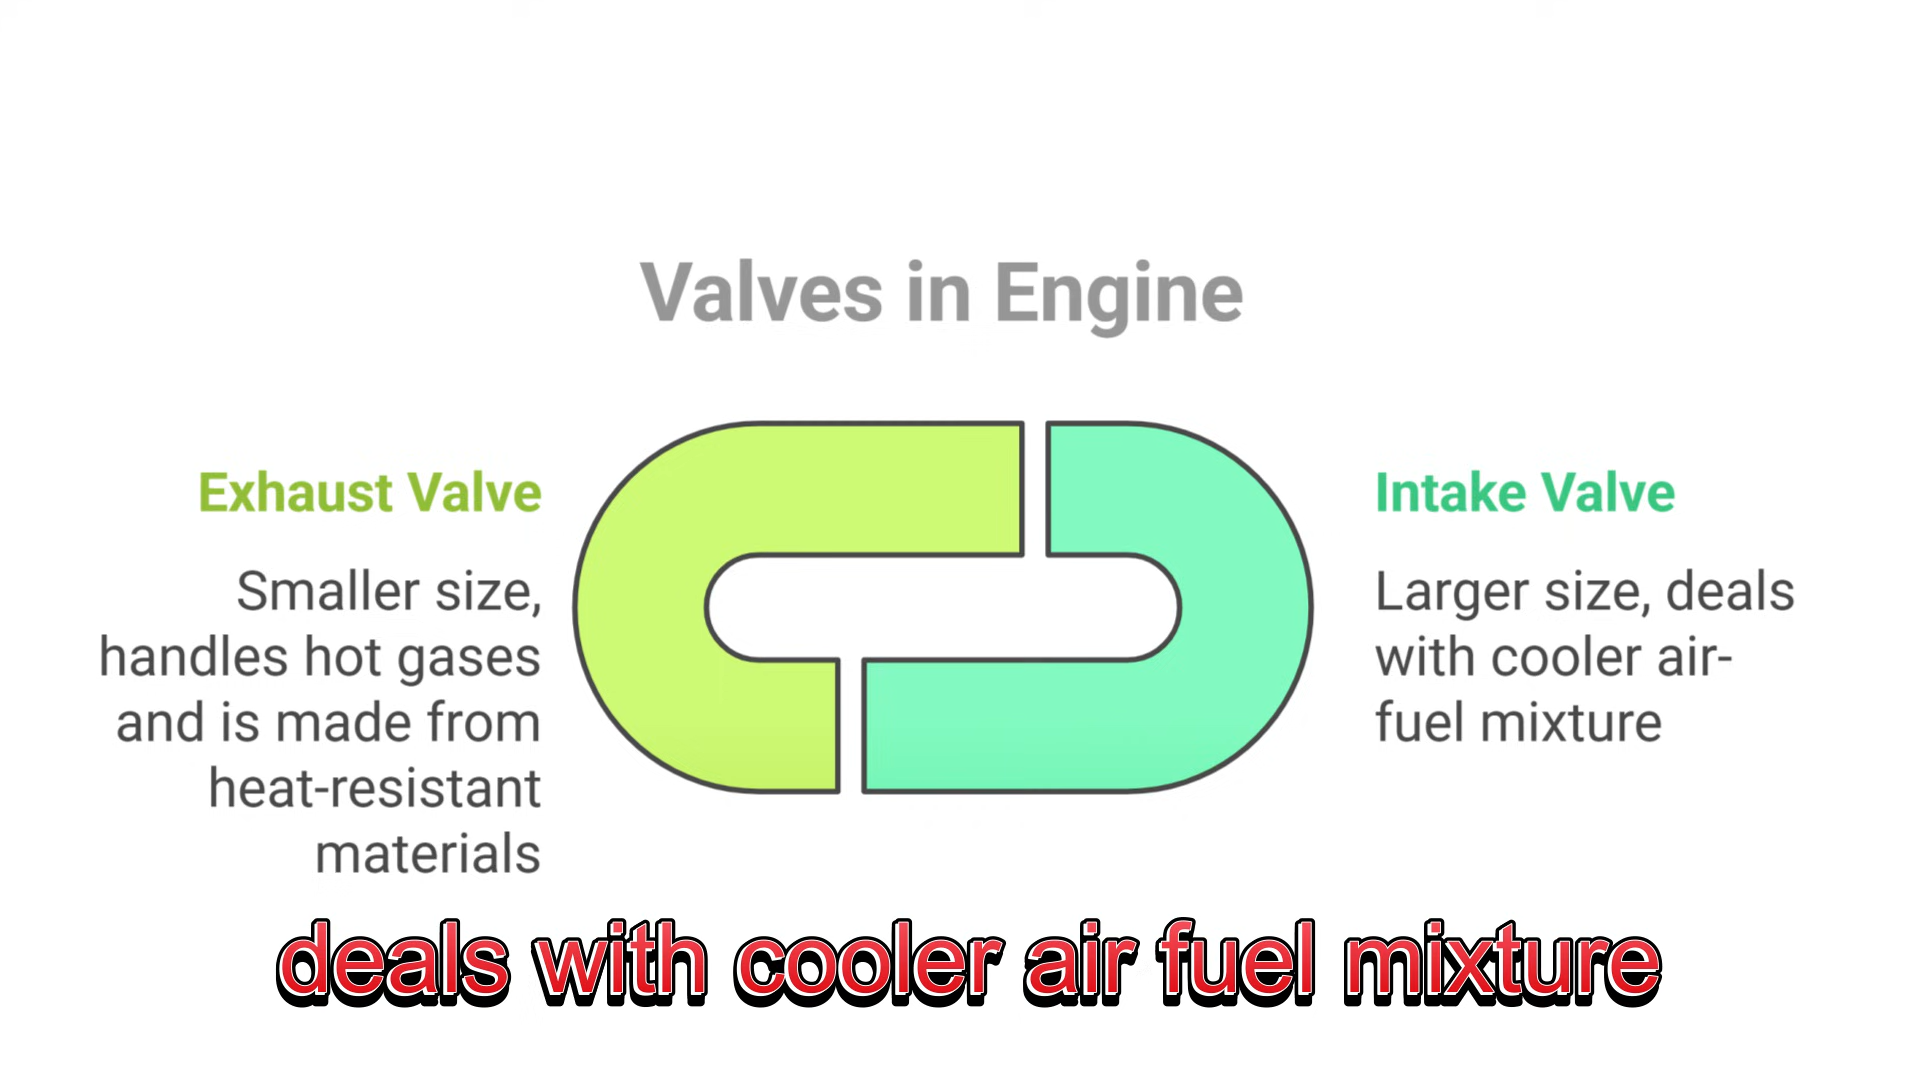 Valves in Engine
Exhaust Valve
Smaller size,
handles hot gases
and is made from
heat-resistant
materials
Intake Valve
Larger size, deals
with cooler air-
fuel mixture
deals with cooler air fuel mixture